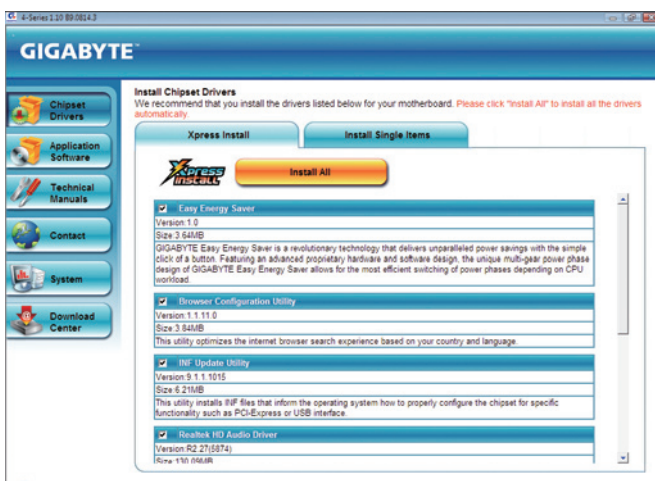 4-Series 1.10 B9.0814.3
GIGABYTE™
Chipset
Drivers
Application
Software
Technical
Manuals
Contact
System
Download
Center
Install Chipset Drivers
We recommend that you install the drivers listed below for your motherboard. Please click "Install All" to install all the drivers
automatically.
Xpress Install
Install Single Items
Xpress
INSTALL
Install All
Easy Energy Saver
Version:1.0
Size:3.64MB
GIGABYTE Easy Energy Saver is a revolutionary technology that delivers unparalleled power savings with the simple
click of a button. Featuring an advanced proprietary hardware and software design, the unique multi-gear power phase
design of GIGABYTE Easy Energy Saver allows for the most efficient switching of power phases depending on CPU
workload.
Browser Configuration Utility
Version:1.1.11.0
Size:3.84MB
This utility optimizes the internet browser search experience based on your country and language.
INF Update Utility
Version:9.1.1.1015
Size:6.21MB
This utility installs INF files that inform the operating system how to properly configure the chipset for specific
functionality such as PCI-Express or USB interface.
Realtek HD Audio Driver
Version:R2.27(5874)
Size:130.09MB